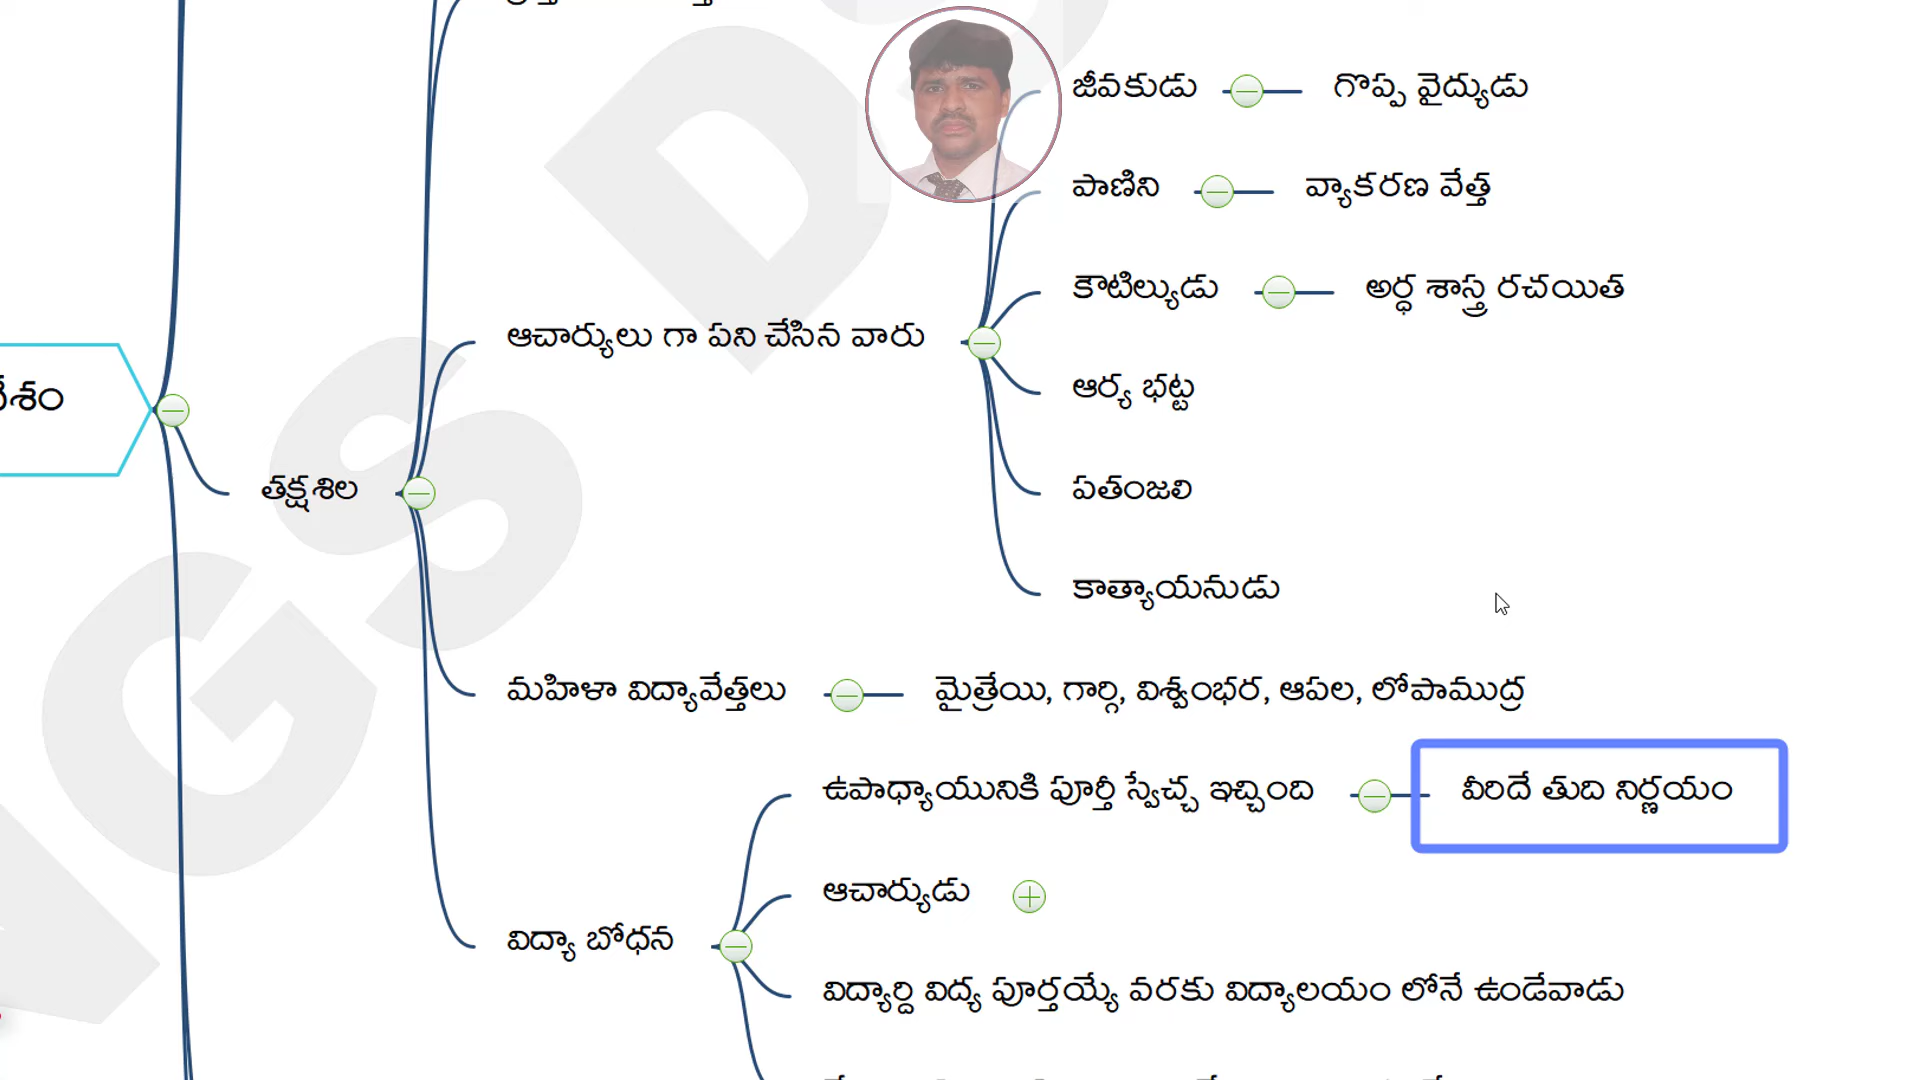 జీవకుడు
గొప్ప వైద్యుడు
పాణిని
వ్యాకరణ వేత్త
కౌటిల్యుడు
అర్ధ శాస్త్ర రచయిత
ఆచార్యులు గా పని చేసిన వారు
ఆర్య భట్ట
తక్షశిల
పతంజలి
కాత్యాయనుడు
మహిళా విద్యావేత్తలు
మైత్రేయి, గార్గి, విశ్వంభర, ఆపల, లోపాముద్ర
ఉపాధ్యాయునికి పూర్తీ స్వేచ్చ ఇచ్చింది
వీరిదే తుది నిర్ణయం
ఆచార్యుడు
విద్యా బోధన
విద్యార్ది విద్య పూర్తయ్యే వరకు విద్యాలయం లోనే ఉండేవాడు